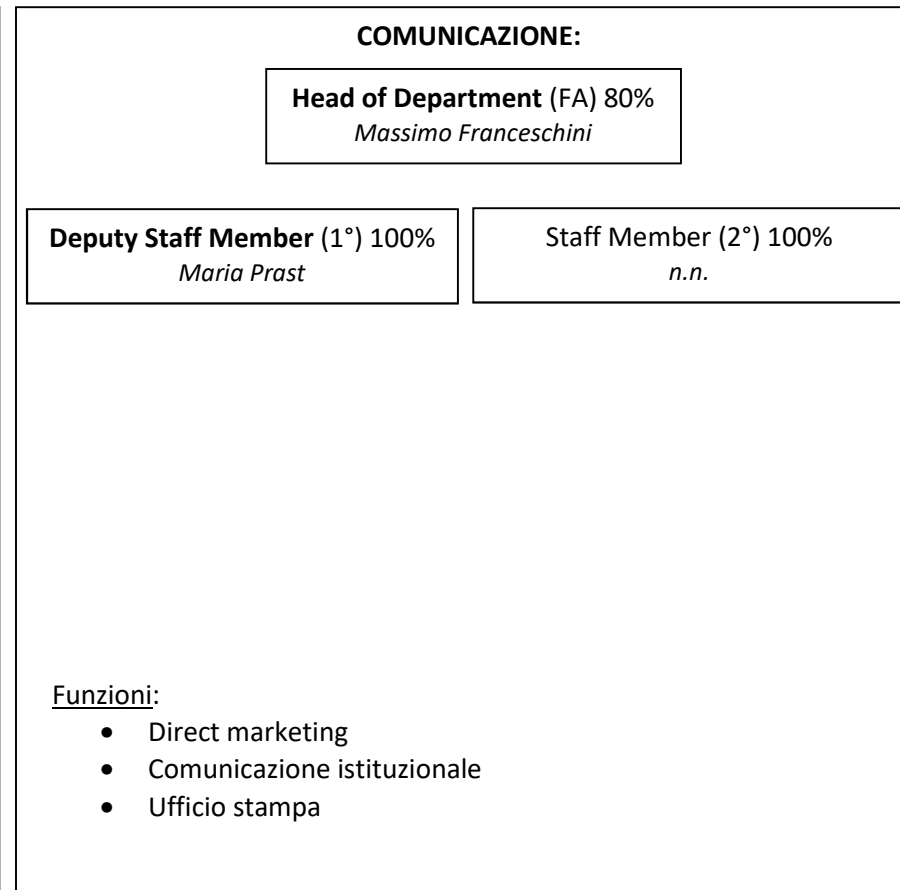 COMUNICAZIONE:
Head of Department (FA) 80%
Massimo Franceschini
Deputy Staff Member (1°) 100%
Maria Prast
Staff Member (2°) 100%
n.n.
Funzioni:
• Direct marketing
• Comunicazione istituzionale
• Ufficio stampa